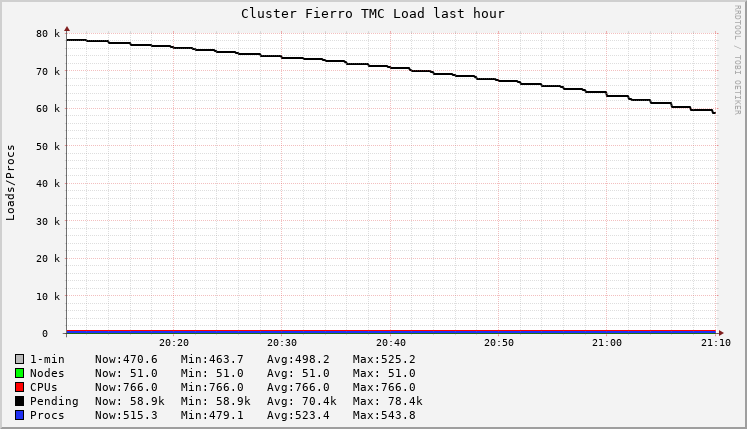 Cluster Fierro TMC Load last hour
RRDTOOL / TOBI OETIKER
Loads/Procs
80 k
70 k
60 k
50 k
40 k
30 k
20 k
10 k
0
20:20 20:30 20:40 20:50 21:00 21:10
1-min Now:470.6 Min:463.7 Avg:498.2 Max:525.2
Nodes Now: 51.0 Min: 51.0 Avg: 51.0 Max: 51.0
CPUs Now:766.0 Min:766.0 Avg:766.0 Max:766.0
Pending Now: 58.9k Min: 58.9k Avg: 70.4k Max: 78.4k
Procs Now:515.3 Min:479.1 Avg:523.4 Max:543.8